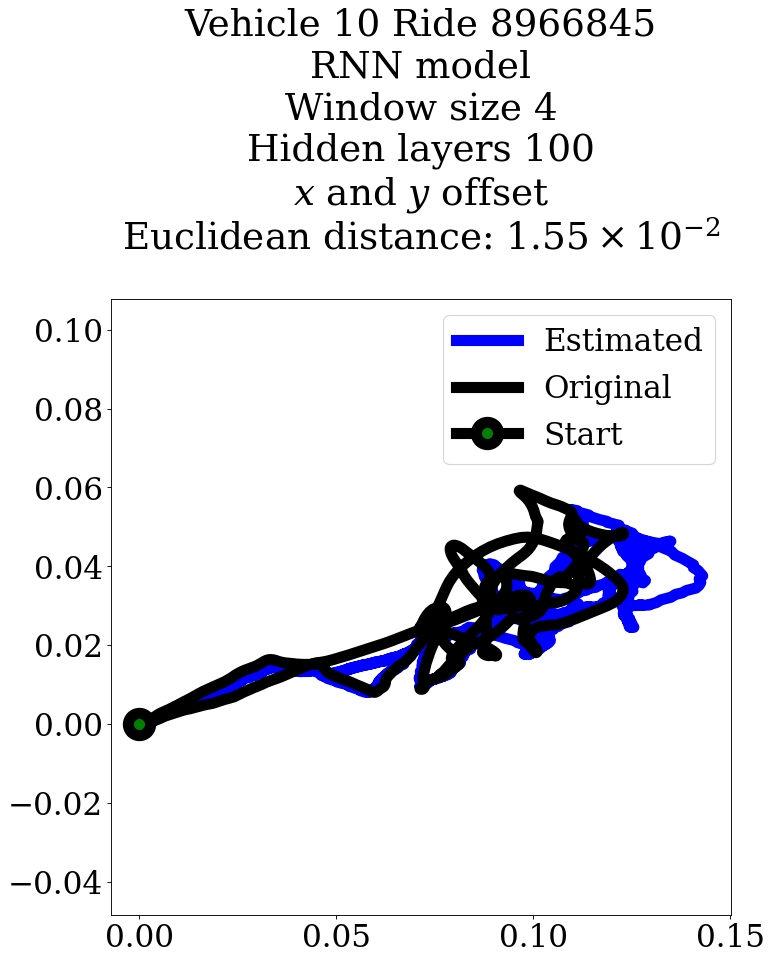 Vehicle 10 Ride 8966845
RNN model
Window size 4
Hidden layers 100
x and y offset
Euclidean distance: 1.55 × 10⁻²
Estimated
Original
Start
0.10
0.08
0.06
0.04
0.02
0.00
−0.02
−0.04
0.00 0.05 0.10 0.15